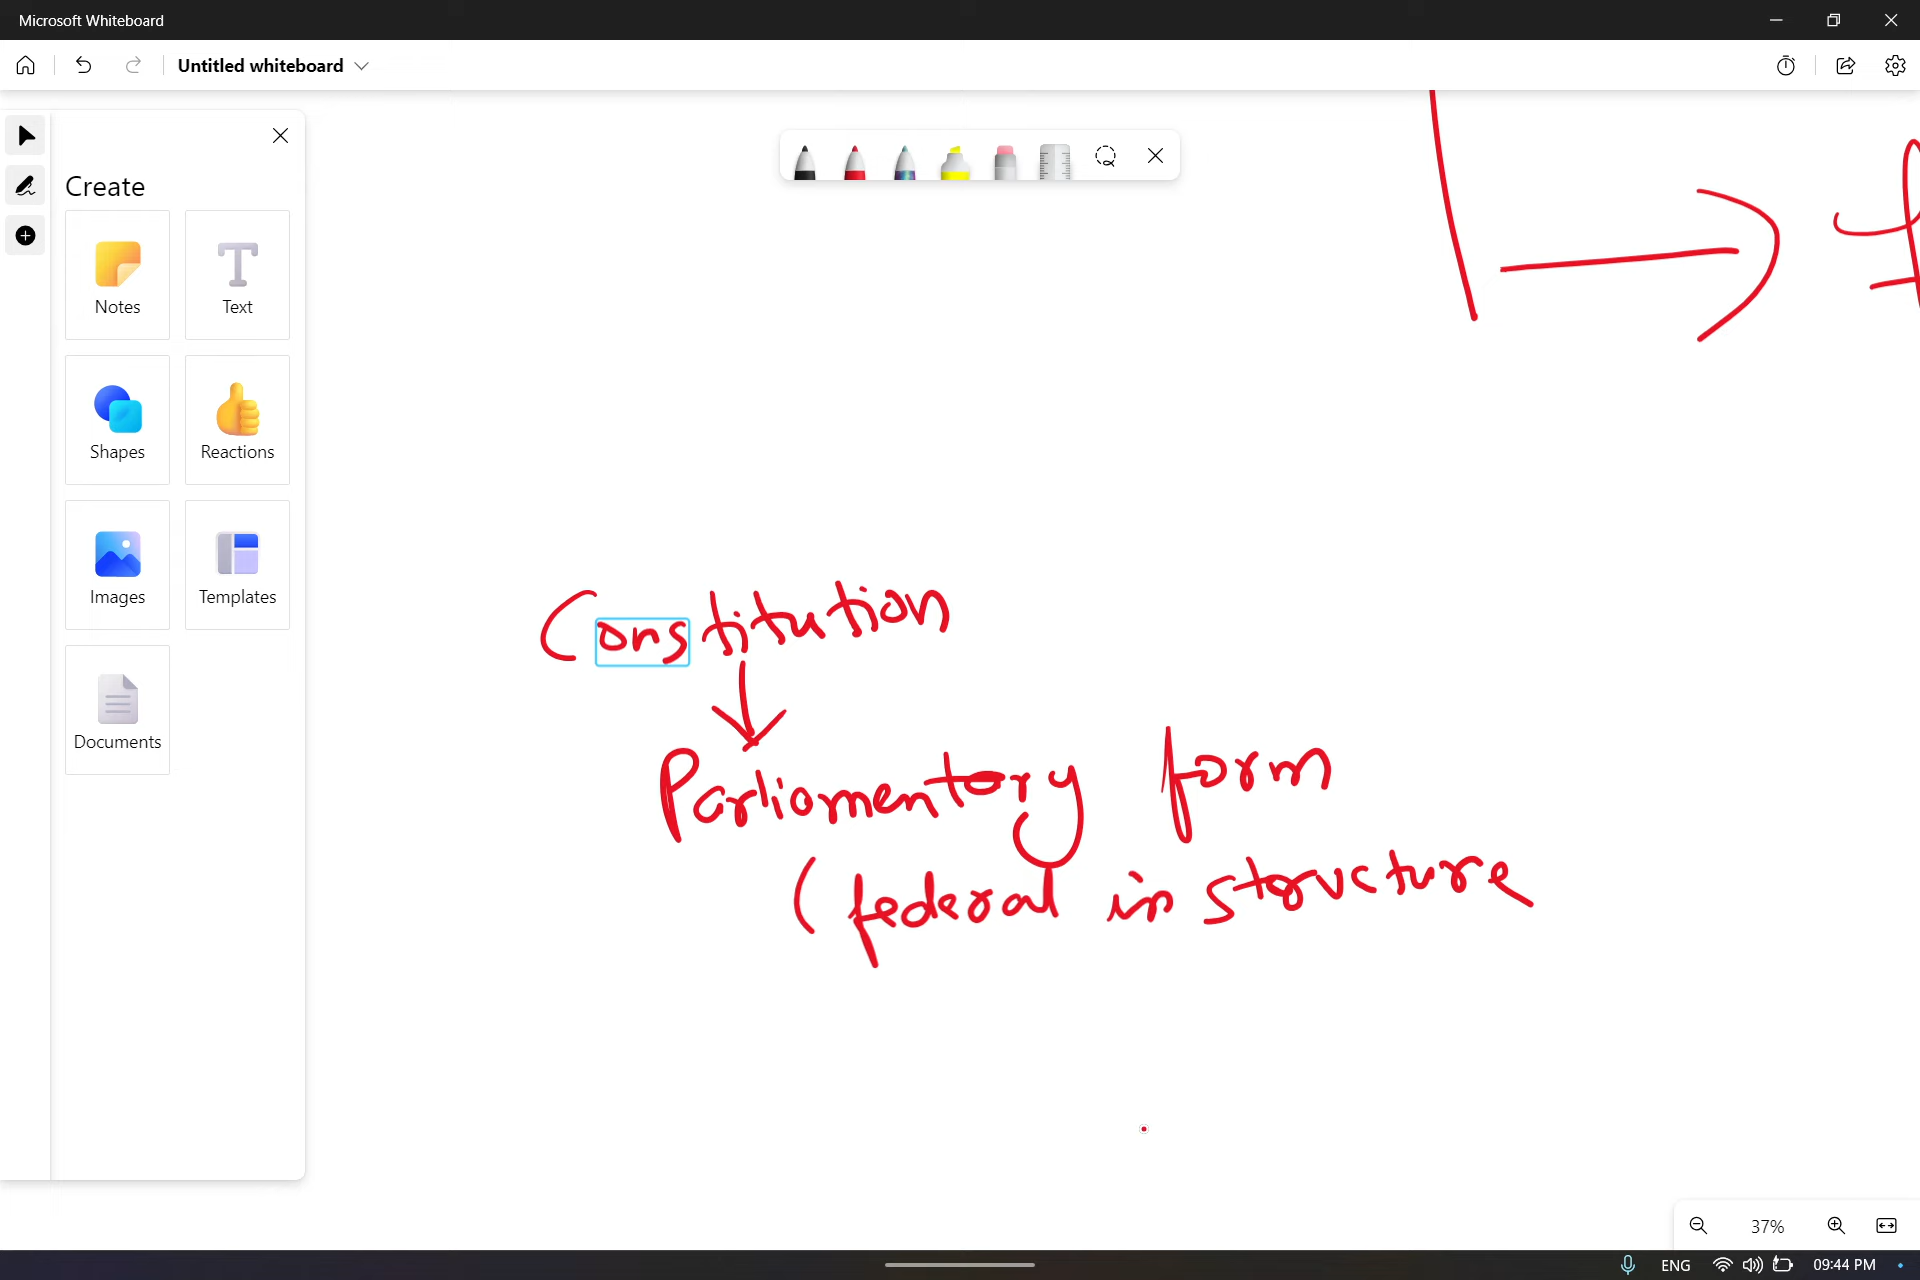 Microsoft Whiteboard
Untitled whiteboard
Create
Notes Text
Shapes Reactions
Images Templates
Documents
Constitution
Parliamentary form
(federal in structure
37%
ENG 09:44 PM